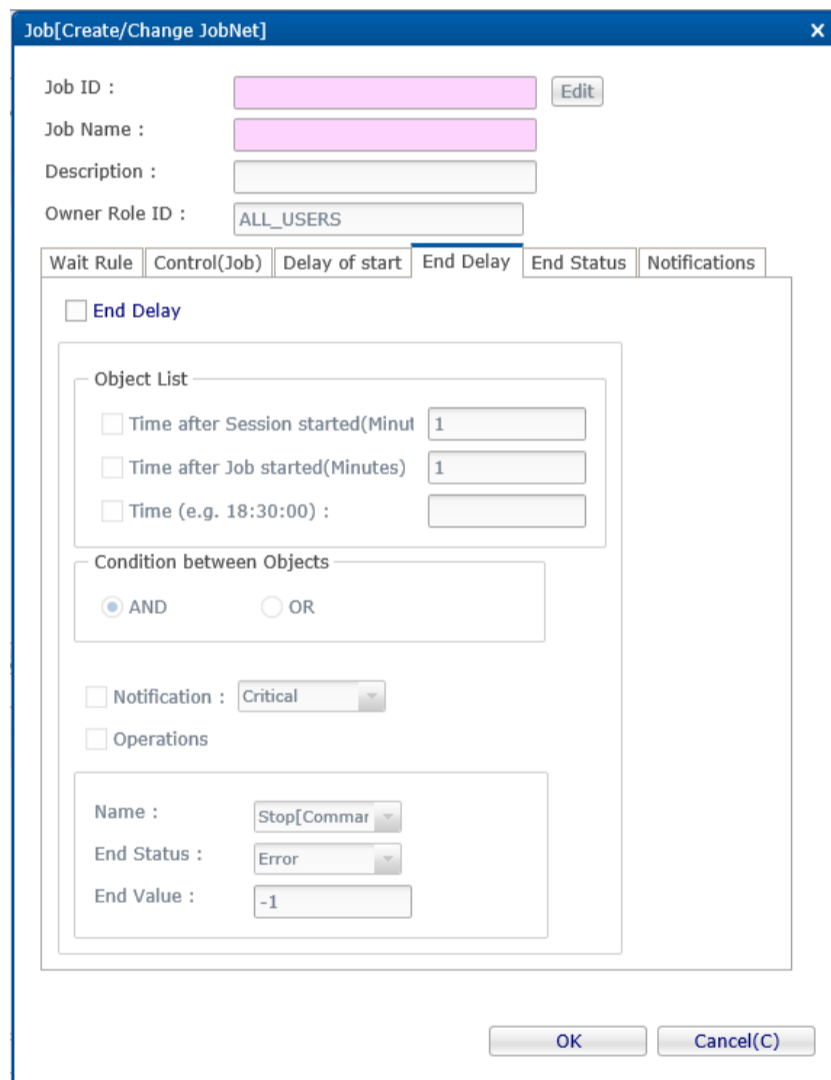 Job[Create/Change JobNet]
Job ID :
Edit
Job Name :
Description :
Owner Role ID : ALL_USERS
Wait Rule Control(Job) Delay of start End Delay End Status Notifications
End Delay
Object List
Time after Session started(Minut 1
Time after Job started(Minutes) 1
Time (e.g. 18:30:00) :
Condition between Objects
AND OR
Notification : Critical
Operations
Name : Stop[Commar
End Status : Error
End Value : -1
OK Cancel(C)